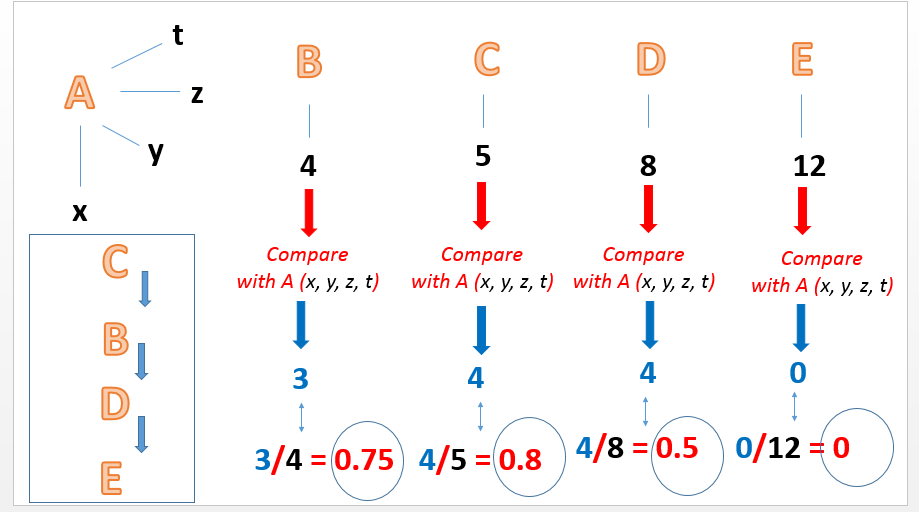 A
t
z
y
x
C
B
D
E
B
4
Compare
with A (x, y, z, t)
3
3/4 = 0.75
C
5
Compare
with A (x, y, z, t)
4
4/5 = 0.8
D
8
Compare
with A (x, y, z, t)
4
4/8 = 0.5
E
12
Compare
with A (x, y, z, t)
0
0/12 = 0